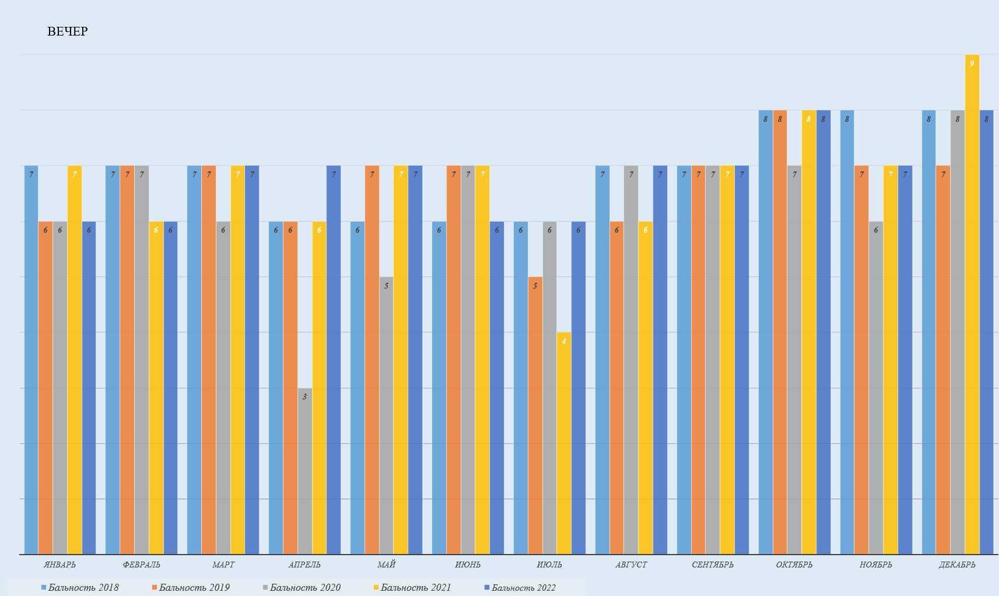 ВЕЧЕР
9
8 8 7 8 8 8 8 7 8 8
7 6 6 7 6 7 7 7 6 6 7 7 6 7 7 7 7 7 7 7 7 7 7 7 7 7 7 7 7 7 7 7 7
6 6 6 7 6 6 6 6 6 6 6 6
5 5
4
3
ЯНВАРЬ ФЕВРАЛЬ МАРТ АПРЕЛЬ МАЙ ИЮНЬ ИЮЛЬ АВГУСТ СЕНТЯБРЬ ОКТЯБРЬ НОЯБРЬ ДЕКАБРЬ
Бальность 2018 Бальность 2019 Бальность 2020 Бальность 2021 Бальность 2022